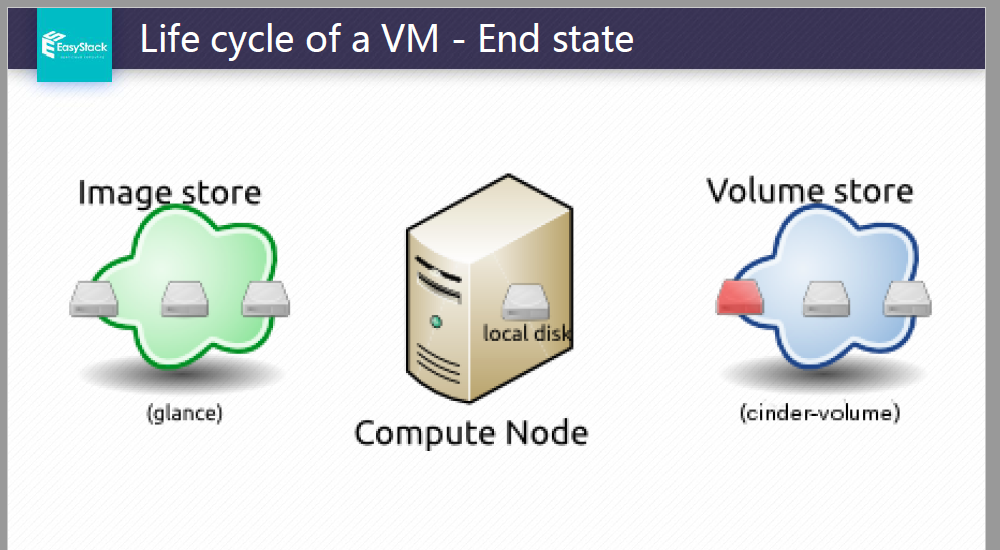 EasyStack
Life cycle of a VM - End state
Image store
Volume store
local disk
(glance)
(cinder-volume)
Compute Node